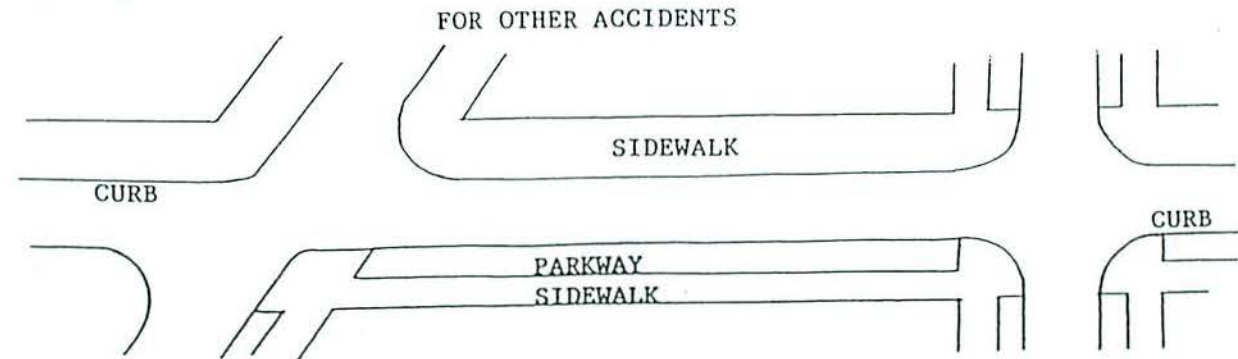 FOR OTHER ACCIDENTS
SIDEWALK
CURB
CURB
PARKWAY
SIDEWALK